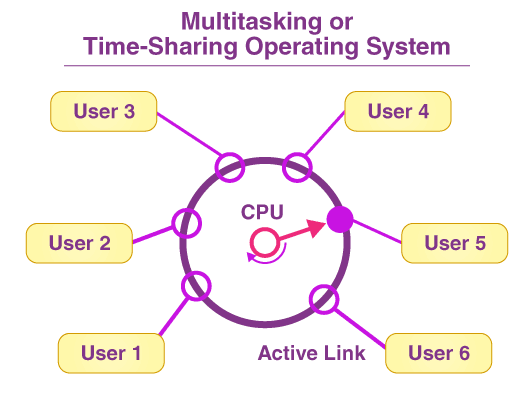 Multitasking or
Time-Sharing Operating System
User 3
User 4
CPU
User 2
User 5
User 1
Active Link
User 6